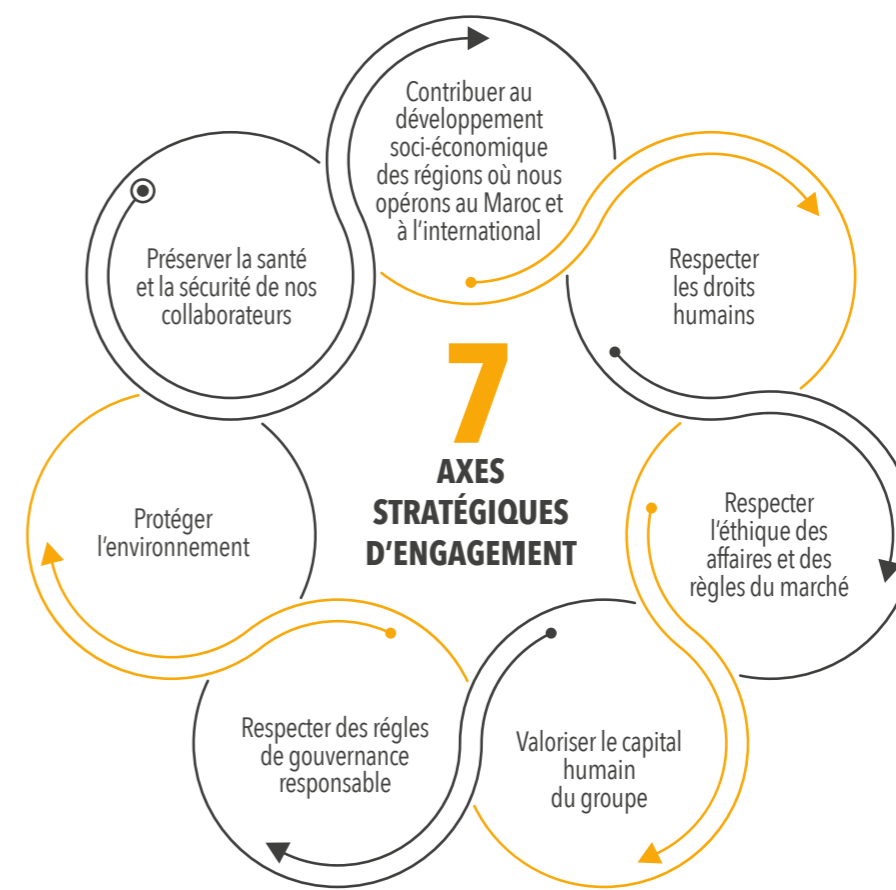 Contribuer au
développement
soci-économique
des régions où nous
opérons au Maroc et
à l'international
Respecter
les droits
humains
Respecter
l'éthique des
affaires et des
règles du marché
Valoriser le capital
humain
du groupe
Respecter des régles
de gouvernance
responsable
Protéger
l'environnement
Préserver la santé
et la sécurité de nos
collaborateurs
7
AXES
STRATÉGIQUES
D'ENGAGEMENT